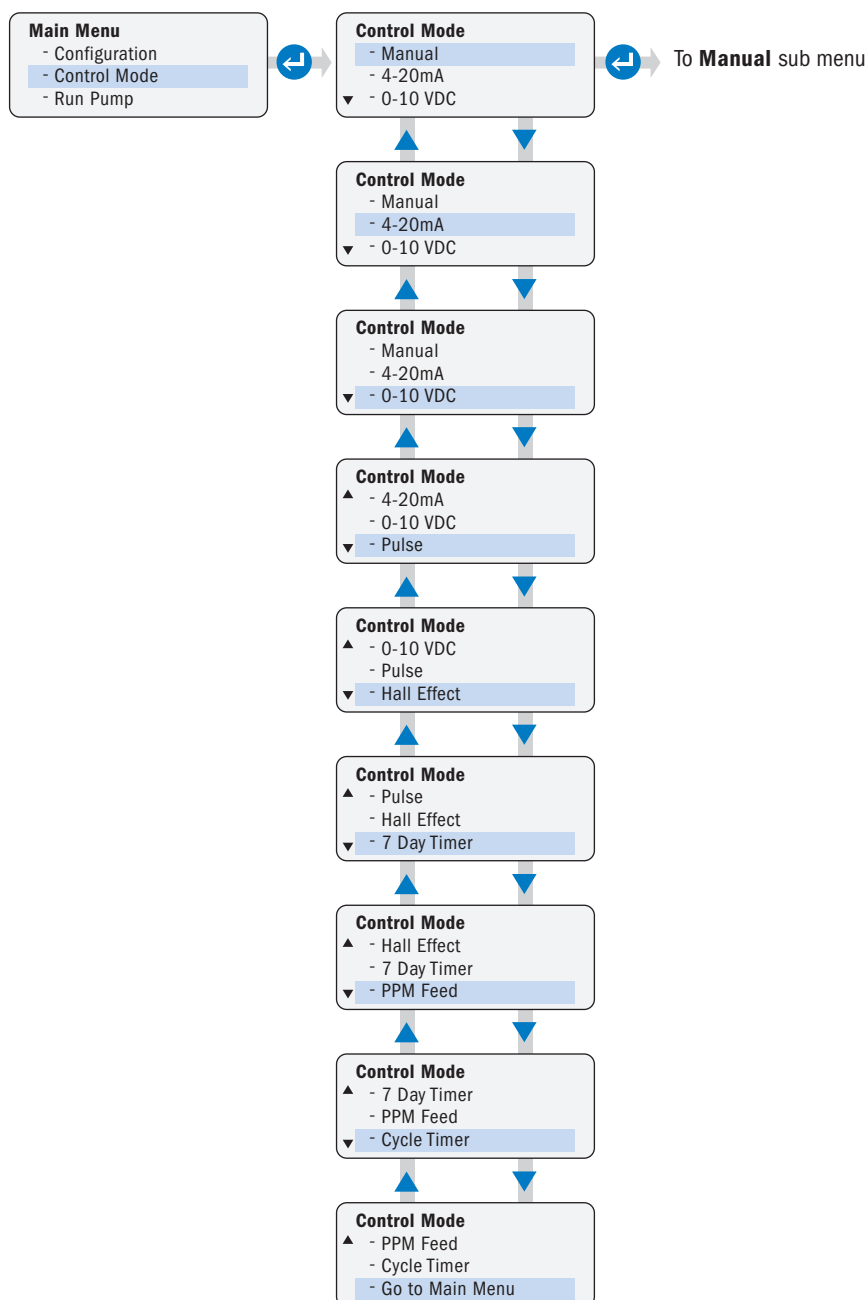 Main Menu
- Configuration
- Control Mode
- Run Pump
Control Mode
- Manual
- 4-20mA
- 0-10 VDC
To Manual sub menu
Control Mode
- Manual
- 4-20mA
- 0-10 VDC
Control Mode
- Manual
- 4-20mA
- 0-10 VDC
Control Mode
- 4-20mA
- 0-10 VDC
- Pulse
Control Mode
- 0-10 VDC
- Pulse
- Hall Effect
Control Mode
- Pulse
- Hall Effect
- 7 Day Timer
Control Mode
- Hall Effect
- 7 Day Timer
- PPM Feed
Control Mode
- 7 Day Timer
- PPM Feed
- Cycle Timer
Control Mode
- PPM Feed
- Cycle Timer
- Go to Main Menu